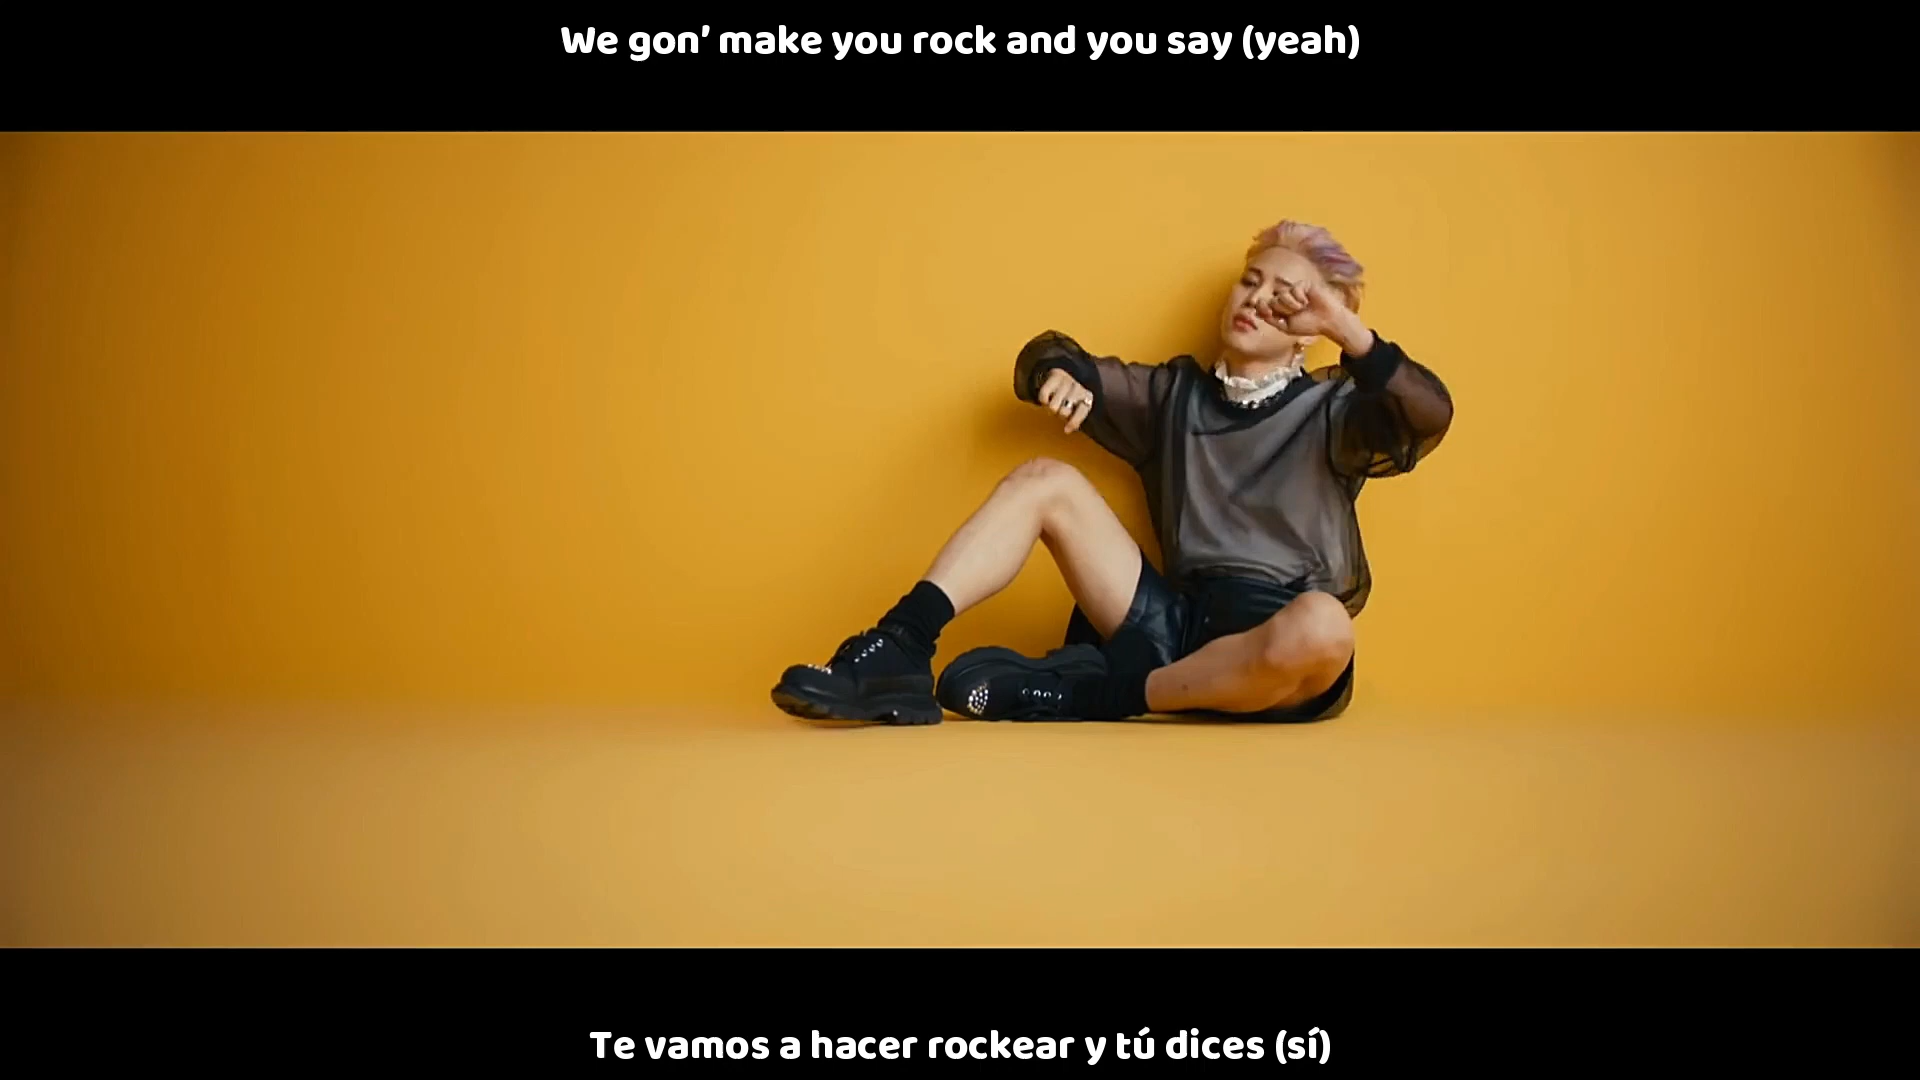 We gon’ make you rock and you say (yeah)
Te vamos a hacer rockear y tú dices (sí)